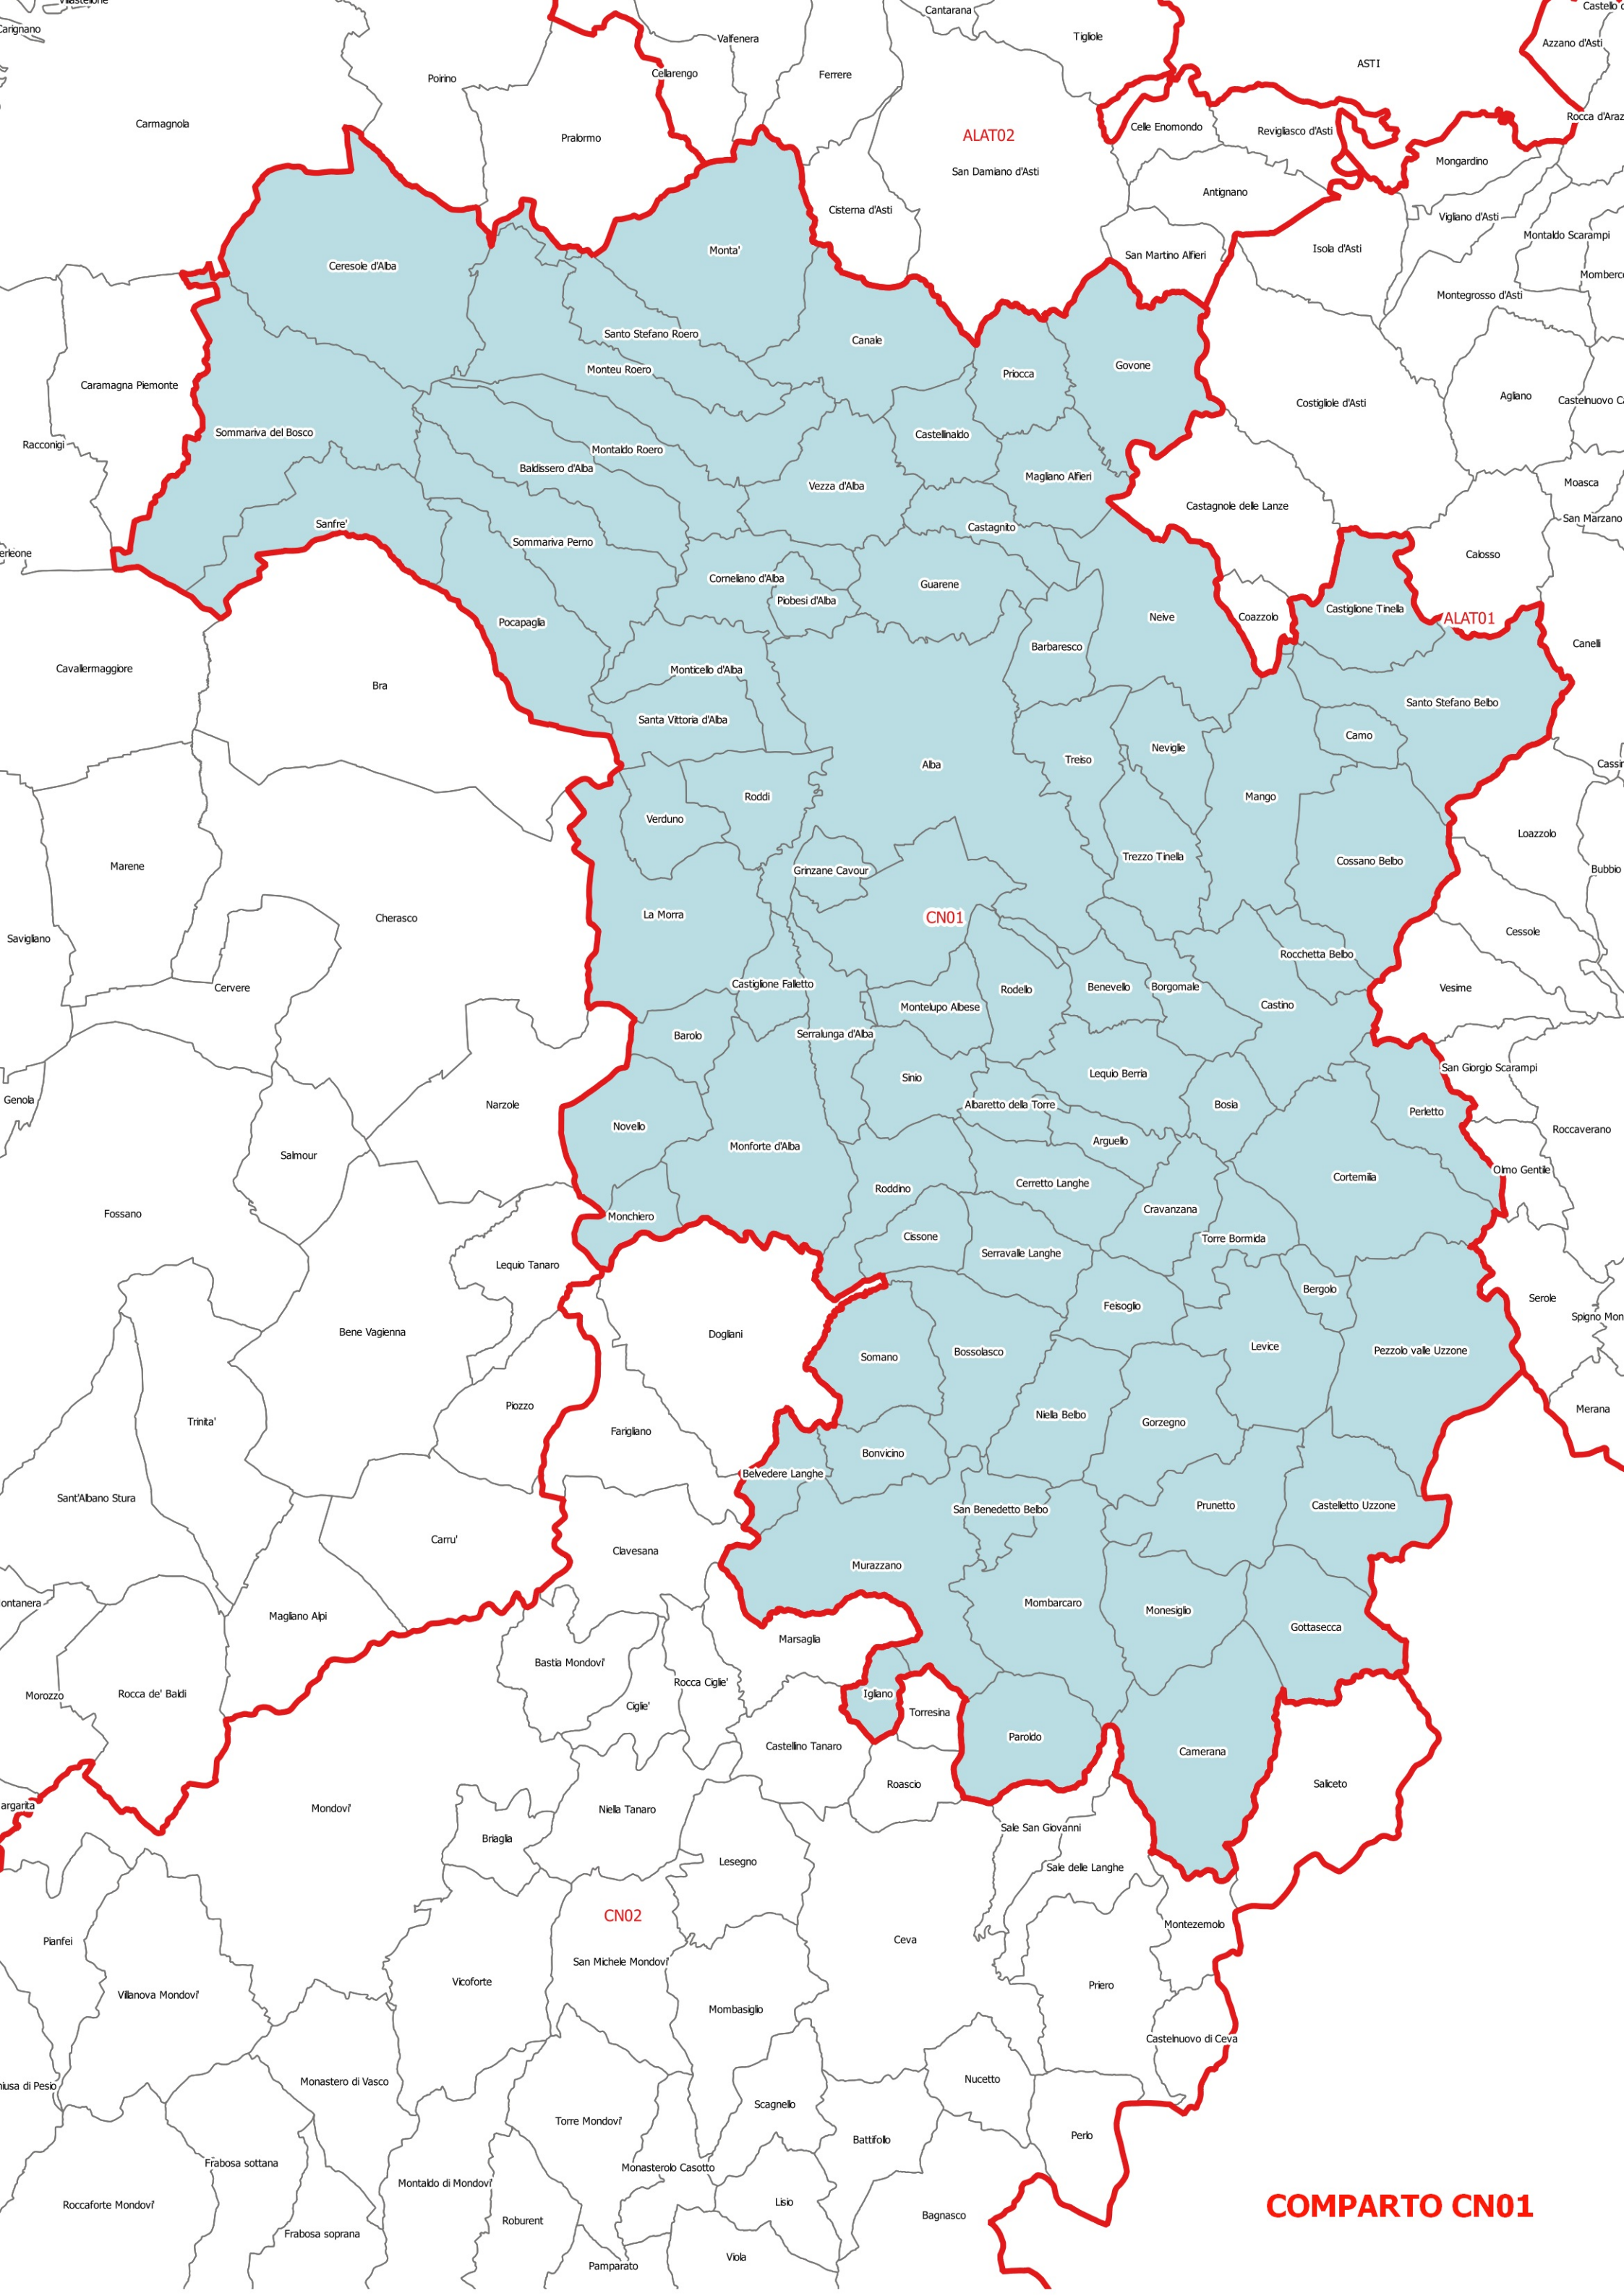 Carignano
Cantarana
Valfenera
Tigliole
Azzano d'Asti
ASTI
Poirino
Cellarengo
Ferrere
Carmagnola
Pralormo
ALAT02
Celle Enomondo
Revigliasco d'Asti
Mongardino
San Damiano d'Asti
Antignano
Cisterna d'Asti
Vigliano d'Asti
Montaldo Scarampi
Monta'
San Martino Alfieri
Isola d'Asti
Ceresole d'Alba
Montegrosso d'Asti
Santo Stefano Roero
Canale
Monteu Roero
Priocca
Govone
Caramagna Piemonte
Agliano
Costigliole d'Asti
Sommariva del Bosco
Castellinaldo
Racconigi
Montaldo Roero
Baldissero d'Alba
Magliano Alfieri
Vezza d'Alba
Moasca
Castagnole delle Lanze
San Marzano
Sanfre'
Castagnito
Sommariva Perno
erleone
Calosso
Corneliano d'Alba
Guarene
Piobesi d'Alba
Castiglione Tinella
Neive
Coazzolo
ALAT01
Pocapaglia
Barbaresco
Canelli
Cavallermaggiore
Monticello d'Alba
Bra
Santo Stefano Belbo
Santa Vittoria d'Alba
Camo
Neviglie
Treiso
Alba
Roddi
Mango
Verduno
Loazzolo
Trezzo Tinella
Cossano Belbo
Marene
Grinzane Cavour
Bubbio
La Morra
CN01
Cherasco
Cessole
Savigliano
Rocchetta Belbo
Castiglione Falletto
Cervere
Rodello
Benevello
Borgomale
Vesime
Montelupo Albese
Castino
Barolo
Serralunga d'Alba
San Giorgio Scarampi
Sinio
Lequio Berria
Genola
Narzole
Albaretto della Torre
Bosia
Perletto
Novello
Roccaverano
Arguello
Monforte d'Alba
Salmour
Olmo Gentile
Cortemilia
Cerretto Langhe
Roddino
Cravanzana
Fossano
Monchiero
Cissone
Torre Bormida
Serravalle Langhe
Lequio Tanaro
Bergolo
Serole
Feisoglio
Spigno Mon
Bene Vagienna
Dogliani
Levice
Pezzolo valle Uzzone
Bossolasco
Somano
Piozzo
Merana
Niella Belbo
Gorzegno
Trinita'
Farigliano
Bonvicino
Belvedere Langhe
Sant'Albano Stura
San Benedetto Belbo
Prunetto
Castelletto Uzzone
Carru'
Clavesana
Murazzano
Mombarcaro
Monesiglio
Magliano Alpi
Gottasecca
Marsaglia
Bastia Mondovi'
Rocca Ciglie'
Morozzo
Rocca de' Baldi
Igliano
Ciglie'
Torresina
Paroldo
Castellino Tanaro
Camerana
Roascio
Saliceto
argarita
Mondovi'
Niella Tanaro
Sale San Giovanni
Briaglia
Lesegno
Sale delle Langhe
CN02
Montezemolo
Pianfei
Ceva
San Michele Mondovi'
Vicoforte
Priero
Villanova Mondovi'
Mombasiglio
Castelnuovo di Ceva
Nucetto
Monastero di Vasco
iusa di Pesio
Scagnello
Torre Mondovi'
Perlo
Battifollo
Frabosa sottana
Monasterolo Casotto
Montaldo di Mondovi'
Lisio
Roccaforte Mondovi'
COMPARTO CN01
Bagnasco
Roburent
Frabosa soprana
Viola
Pamparato